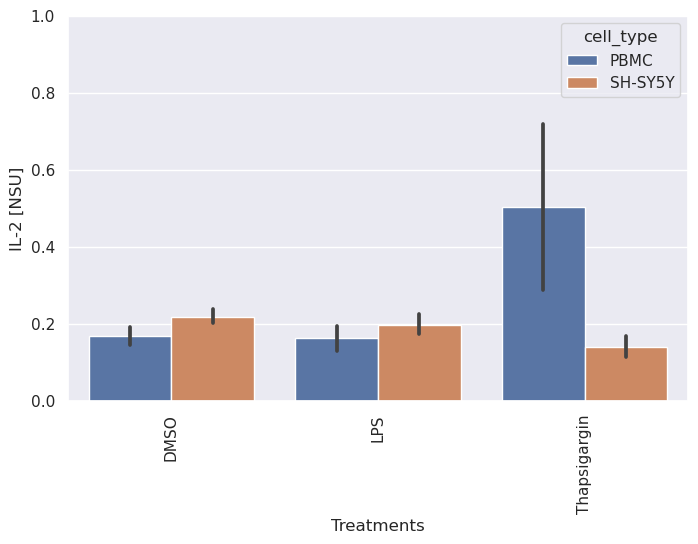 1.0
0.8
0.6
0.4
0.2
0.0
IL-2 [NSU]
cell_type
PBMC
SH-SY5Y
DMSO
LPS
Thapsigargin
Treatments